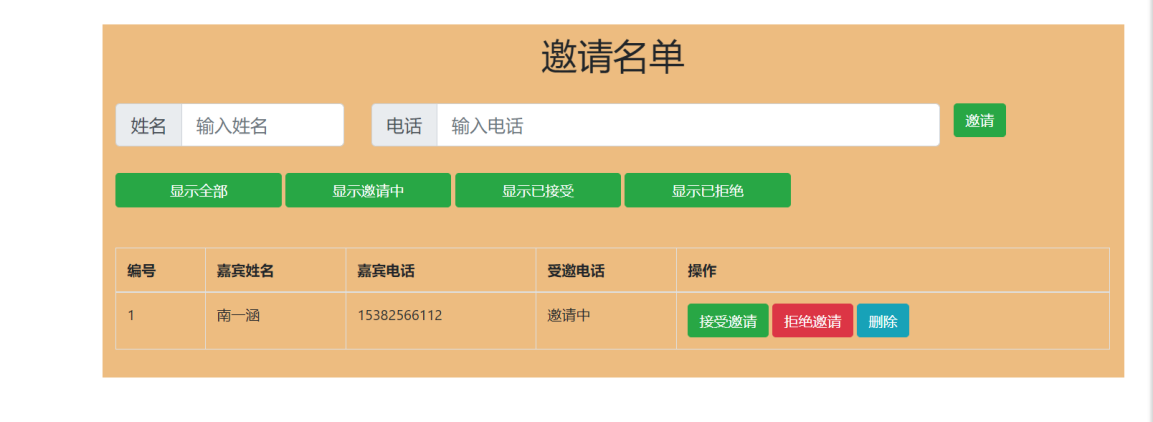 邀请名单
姓名 输入姓名 电话 输入电话 邀请
显示全部 显示邀请中 显示已接受 显示已拒绝
编号 嘉宾姓名 嘉宾电话 受邀电话 操作
1 南一涵 15382566112 邀请中 接受邀请 拒绝邀请 删除